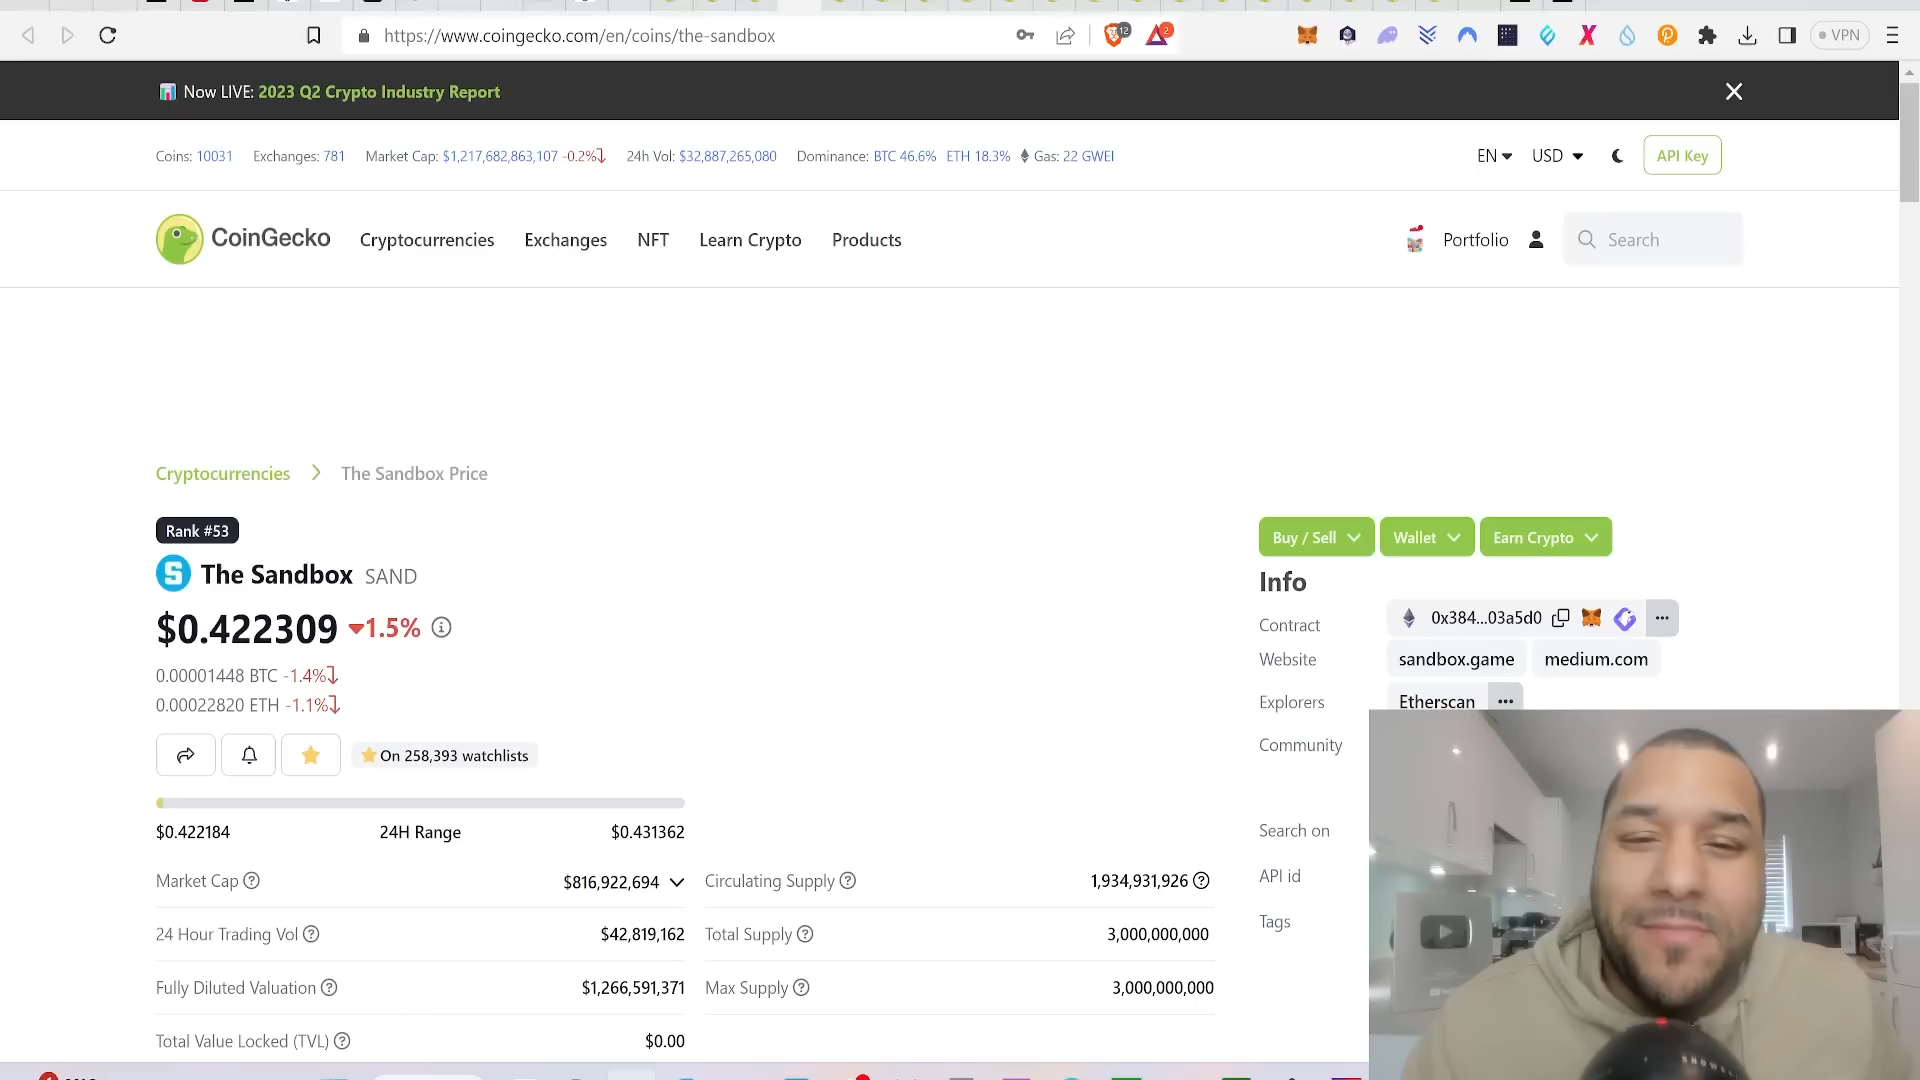 https://www.coingecko.com/en/coins/the-sandbox
12
2
VPN
Now LIVE: 2023 Q2 Crypto Industry Report
Coins: 10031 Exchanges: 781 Market Cap: $1,217,682,863,107 -0.2% 24h Vol: $32,887,265,080 Dominance: BTC 46.6% ETH 18.3% Gas: 22 GWEI
EN USD API Key
CoinGecko Cryptocurrencies Exchanges NFT Learn Crypto Products Portfolio Search
Cryptocurrencies The Sandbox Price
Rank #53
The Sandbox SAND
$0.422309 1.5%
0.00001448 BTC -1.4%
0.00022820 ETH -1.1%
On 258,393 watchlists
$0.422184 24H Range $0.431362
Market Cap $816,922,694
24 Hour Trading Vol $42,819,162
Fully Diluted Valuation $1,266,591,371
Total Value Locked (TVL) $0.00
Circulating Supply 1,934,931,926
Total Supply 3,000,000,000
Max Supply 3,000,000,000
Buy / Sell Wallet Earn Crypto
Info
Contract 0x384...03a5d0
Website sandbox.game medium.com
Explorers Etherscan
Community
Search on
API id
Tags